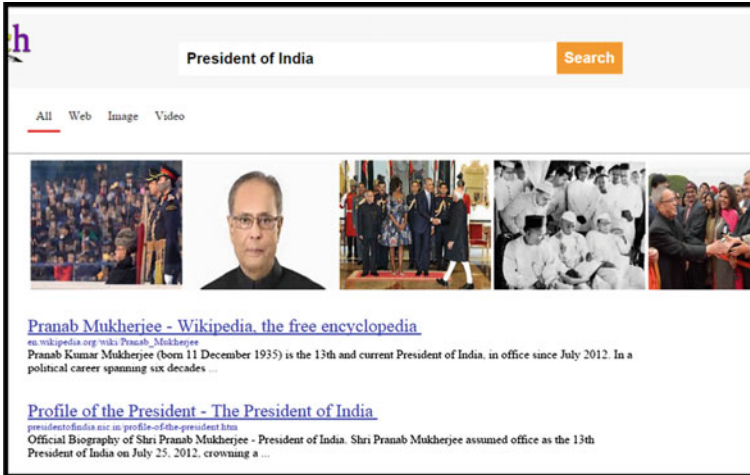 h
President of India
Search
All Web Image Video
Pranab Mukherjee - Wikipedia, the free encyclopedia
en.wikipedia.org/wiki/Pranab_Mukherjee
Pranab Kumar Mukherjee (born 11 December 1935) is the 13th and current President of India, in office since July 2012. In a
political career spanning six decades ...
Profile of the President - The President of India
presidentofindia.nic.in/profile-of-the-president.htm
Official Biography of Shri Pranab Mukherjee - President of India. Shri Pranab Mukherjee assumed office as the 13th
President of India on July 25, 2012, crowning a ...